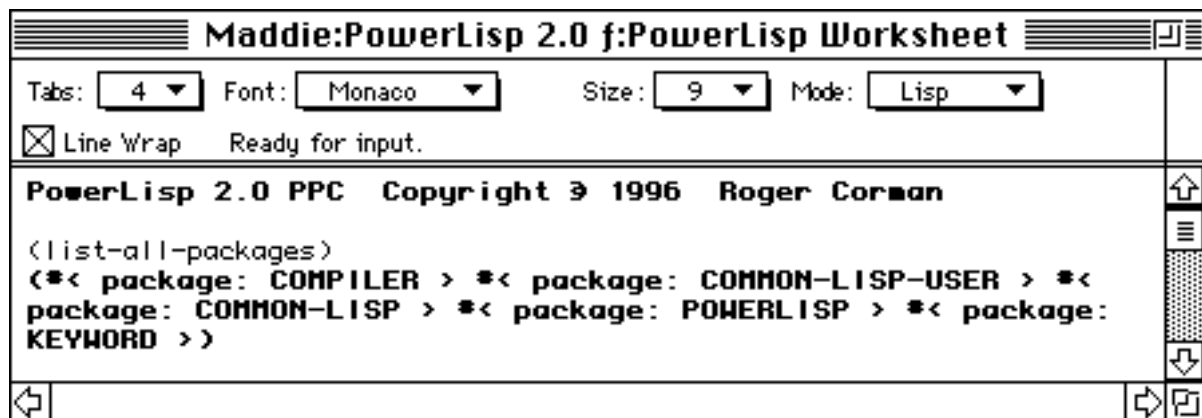 Maddie:PowerLisp 2.0 ƒ:PowerLisp Worksheet
Tabs: 4 Font: Monaco Size: 9 Mode: Lisp
Line Wrap Ready for input.
PowerLisp 2.0 PPC Copyright © 1996 Roger Corman
(list-all-packages)
(#< package: COMPILER > #< package: COMMON-LISP-USER > #<
package: COMMON-LISP > #< package: POWERLISP > #< package:
KEYWORD >)